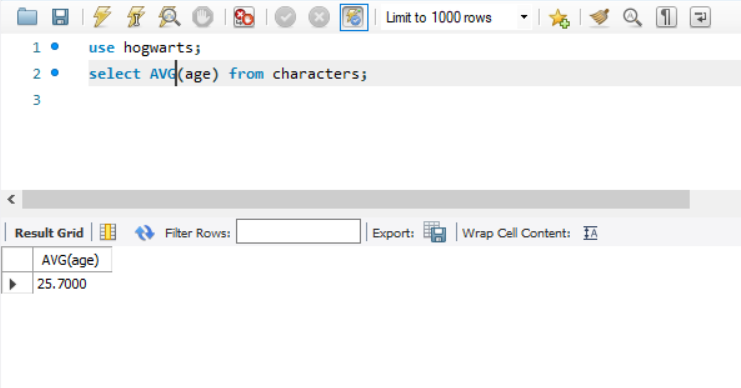 Limit to 1000 rows
1 use hogwarts;
2 select AVG(age) from characters;
3
Result Grid Filter Rows: Export: Wrap Cell Content:
AVG(age)
25.7000